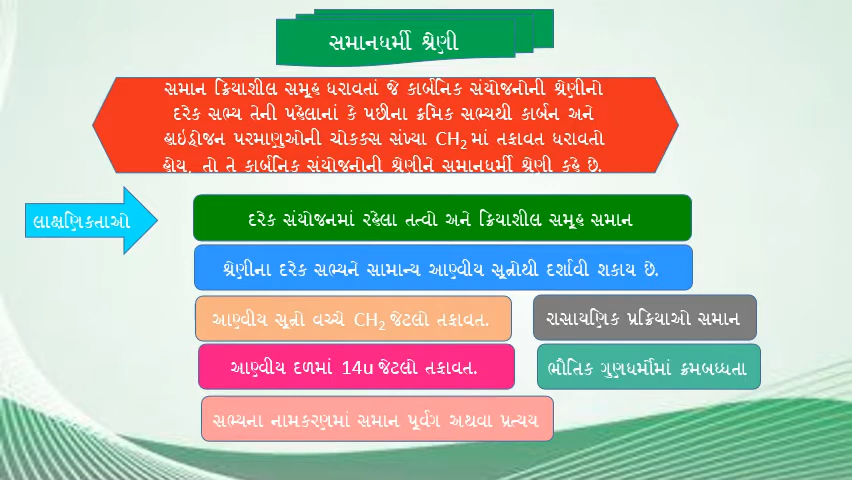 સમાનધર્મી શ્રેણી
સમાન ક્રિયાશીલ સમૂહ ધરાવતાં જે કાર્બનિક સંયોજનોની શ્રેણીનો
દરેક સભ્ય તેની પહેલાનાં કે પછીના ક્રમિક સભ્યથી કાર્બન અને
હાઇડ્રોજન પરમાણુઓની ચોકકસ સંખ્યા CH2 માં તફાવત ધરાવતો
હોય, તો તે કાર્બનિક સંયોજનોની શ્રેણીને સમાનધર્મી શ્રેણી કહે છે.
લાક્ષણિકતાઓ
દરેક સંયોજનમાં રહેલા તત્વો અને ક્રિયાશીલ સમૂહ સમાન
શ્રેણીના દરેક સભ્યને સામાન્ય આણ્વીય સૂત્રોથી દર્શાવી શકાય છે.
આણ્વીય સૂત્રો વચ્ચે CH2 જેટલો તફાવત.
રાસાયણિક પ્રક્રિયાઓ સમાન
આણ્વીય દળમાં 14u જેટલો તફાવત.
ભૌતિક ગુણધર્મોમાં ક્રમબધ્ધતા
સભ્યના નામકરણમાં સમાન પૂર્વગ અથવા પ્રત્યય